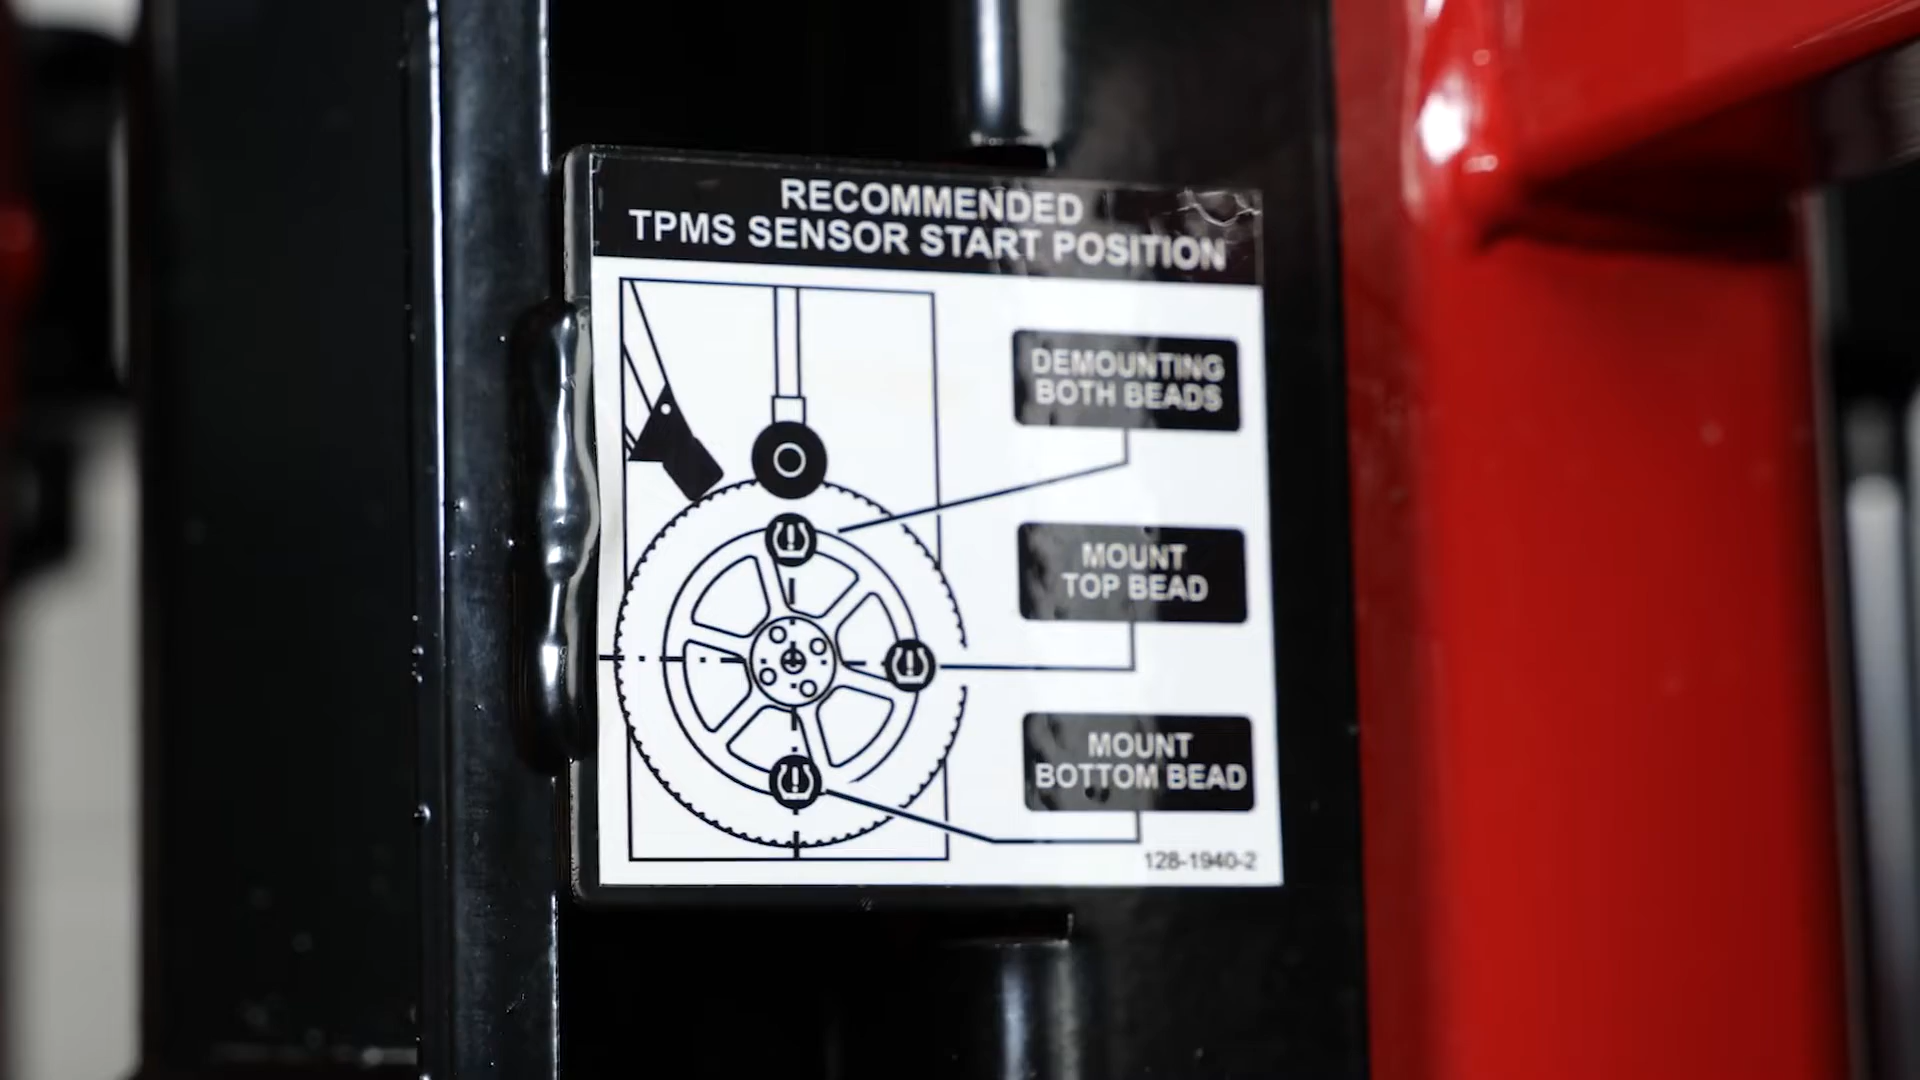 RECOMMENDED
TPMS SENSOR START POSITION
DEMOUNTING
BOTH BEADS
MOUNT
TOP BEAD
MOUNT
BOTTOM BEAD
128-1940-2